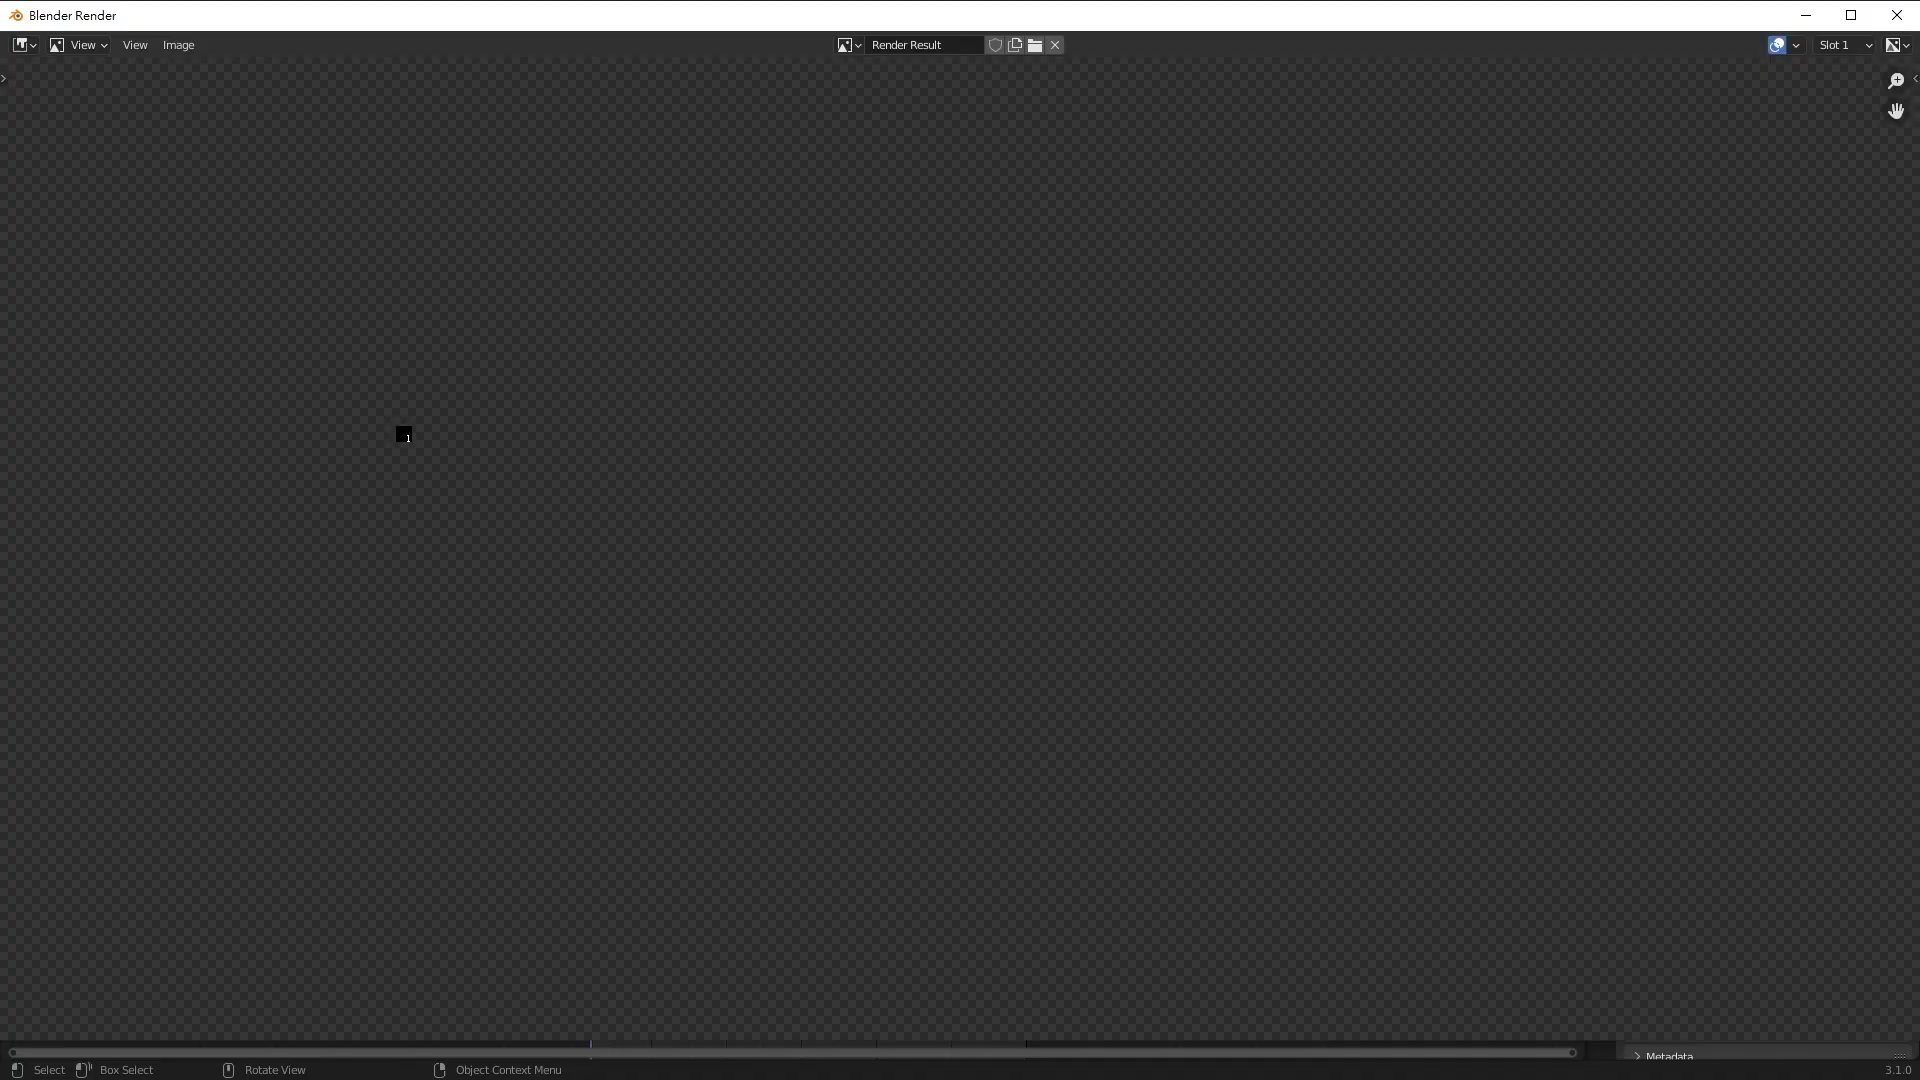 Blender Render
View View Image Render Result Slot 1
1
Metadata
Select Box Select Rotate View Object Context Menu 3.1.0